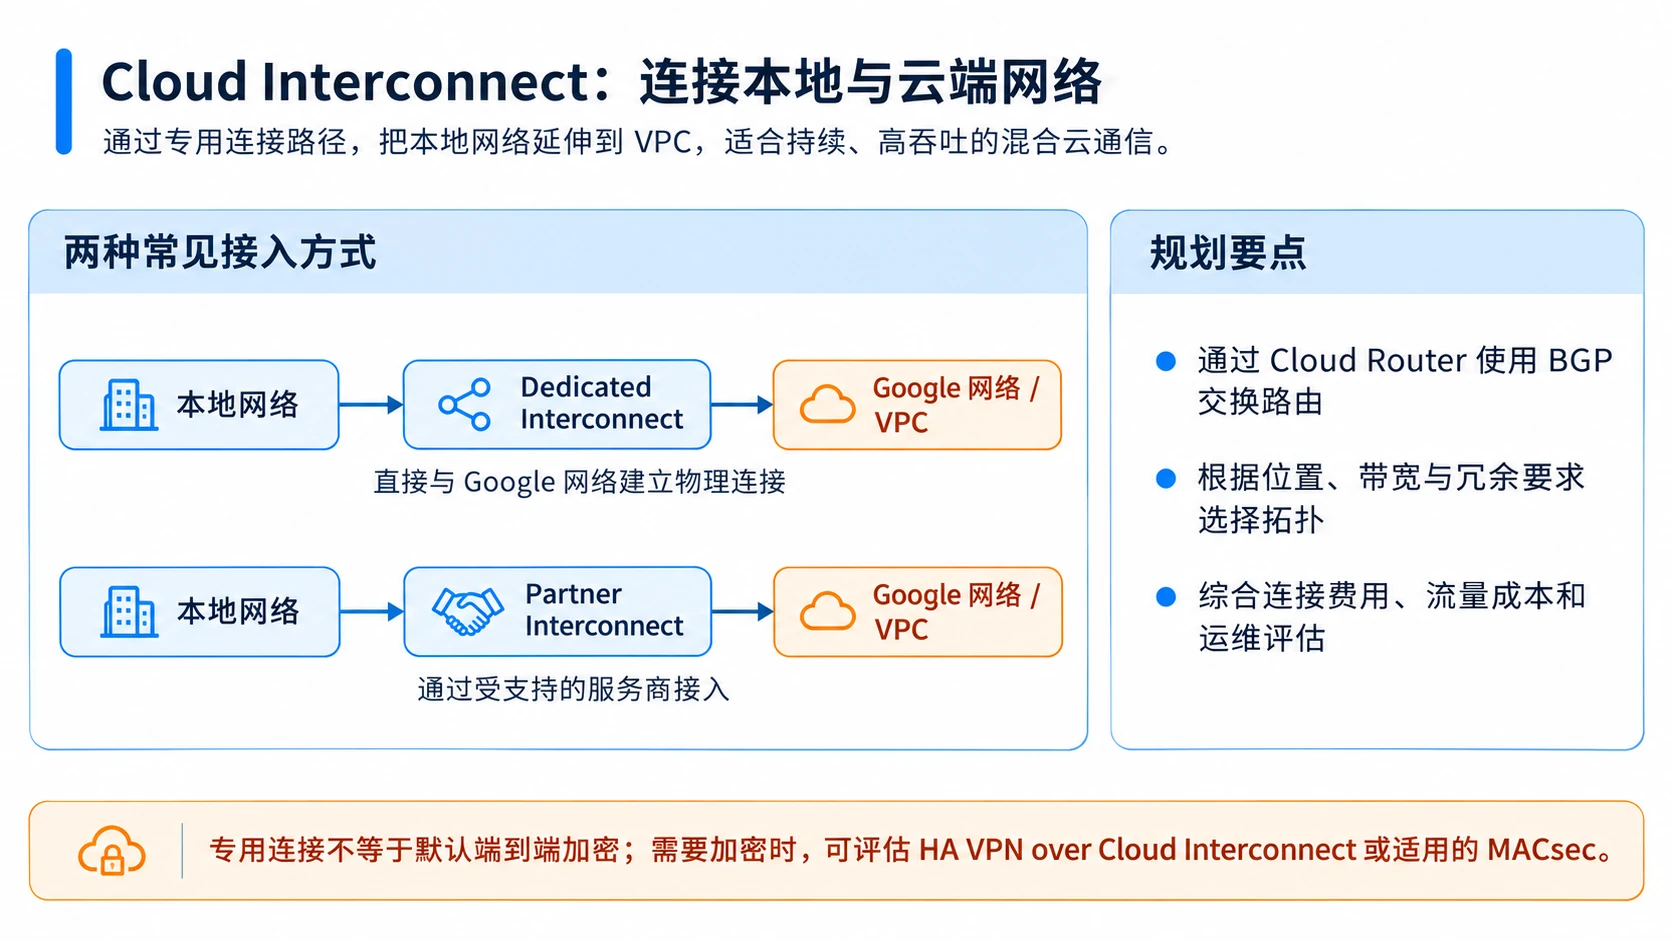 Cloud Interconnect：连接本地与云端网络
通过专用连接路径，把本地网络延伸到 VPC，适合持续、高吞吐的混合云通信。
两种常见接入方式
本地网络
Dedicated
Interconnect
Google 网络 /
VPC
直接与 Google 网络建立物理连接
本地网络
Partner
Interconnect
Google 网络 /
VPC
通过受支持的服务商接入
规划要点
通过 Cloud Router 使用 BGP
交换路由
根据位置、带宽与冗余要求
选择拓扑
综合连接费用、流量成本和
运维评估
专用连接不等于默认端到端加密；需要加密时，可评估 HA VPN over Cloud Interconnect 或适用的 MACsec。